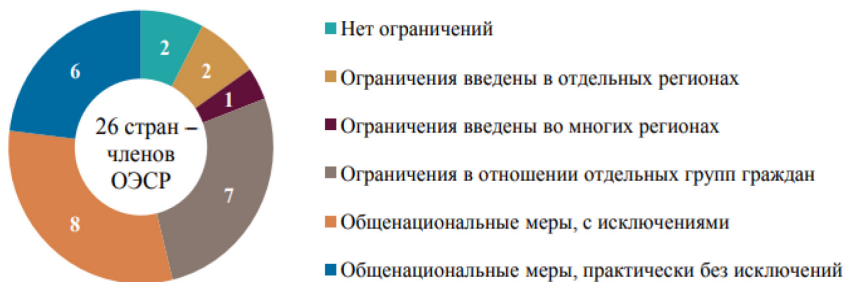 2
2
1
7
8
6
26 стран –
членов
ОЭСР
Нет ограничений
Ограничения введены в отдельных регионах
Ограничения введены во многих регионах
Ограничения в отношении отдельных групп граждан
Общенациональные меры, с исключениями
Общенациональные меры, практически без исключений